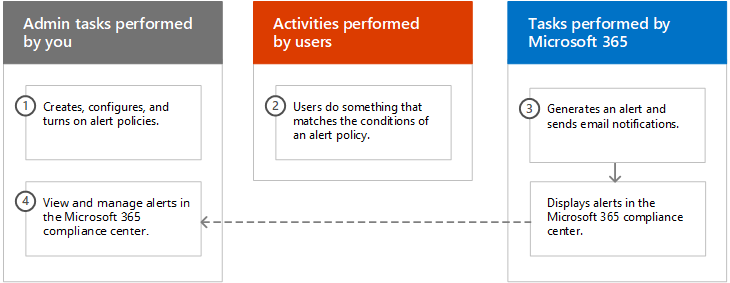 Admin tasks performed
by you
1
Creates, configures, and
turns on alert policies.
4
View and manage alerts in
the Microsoft 365
compliance center.
Activities performed
by users
2
Users do something that
matches the conditions of
an alert policy.
Tasks performed by
Microsoft 365
3
Generates an alert and
sends email notifications.
Displays alerts in the
Microsoft 365 compliance
center.